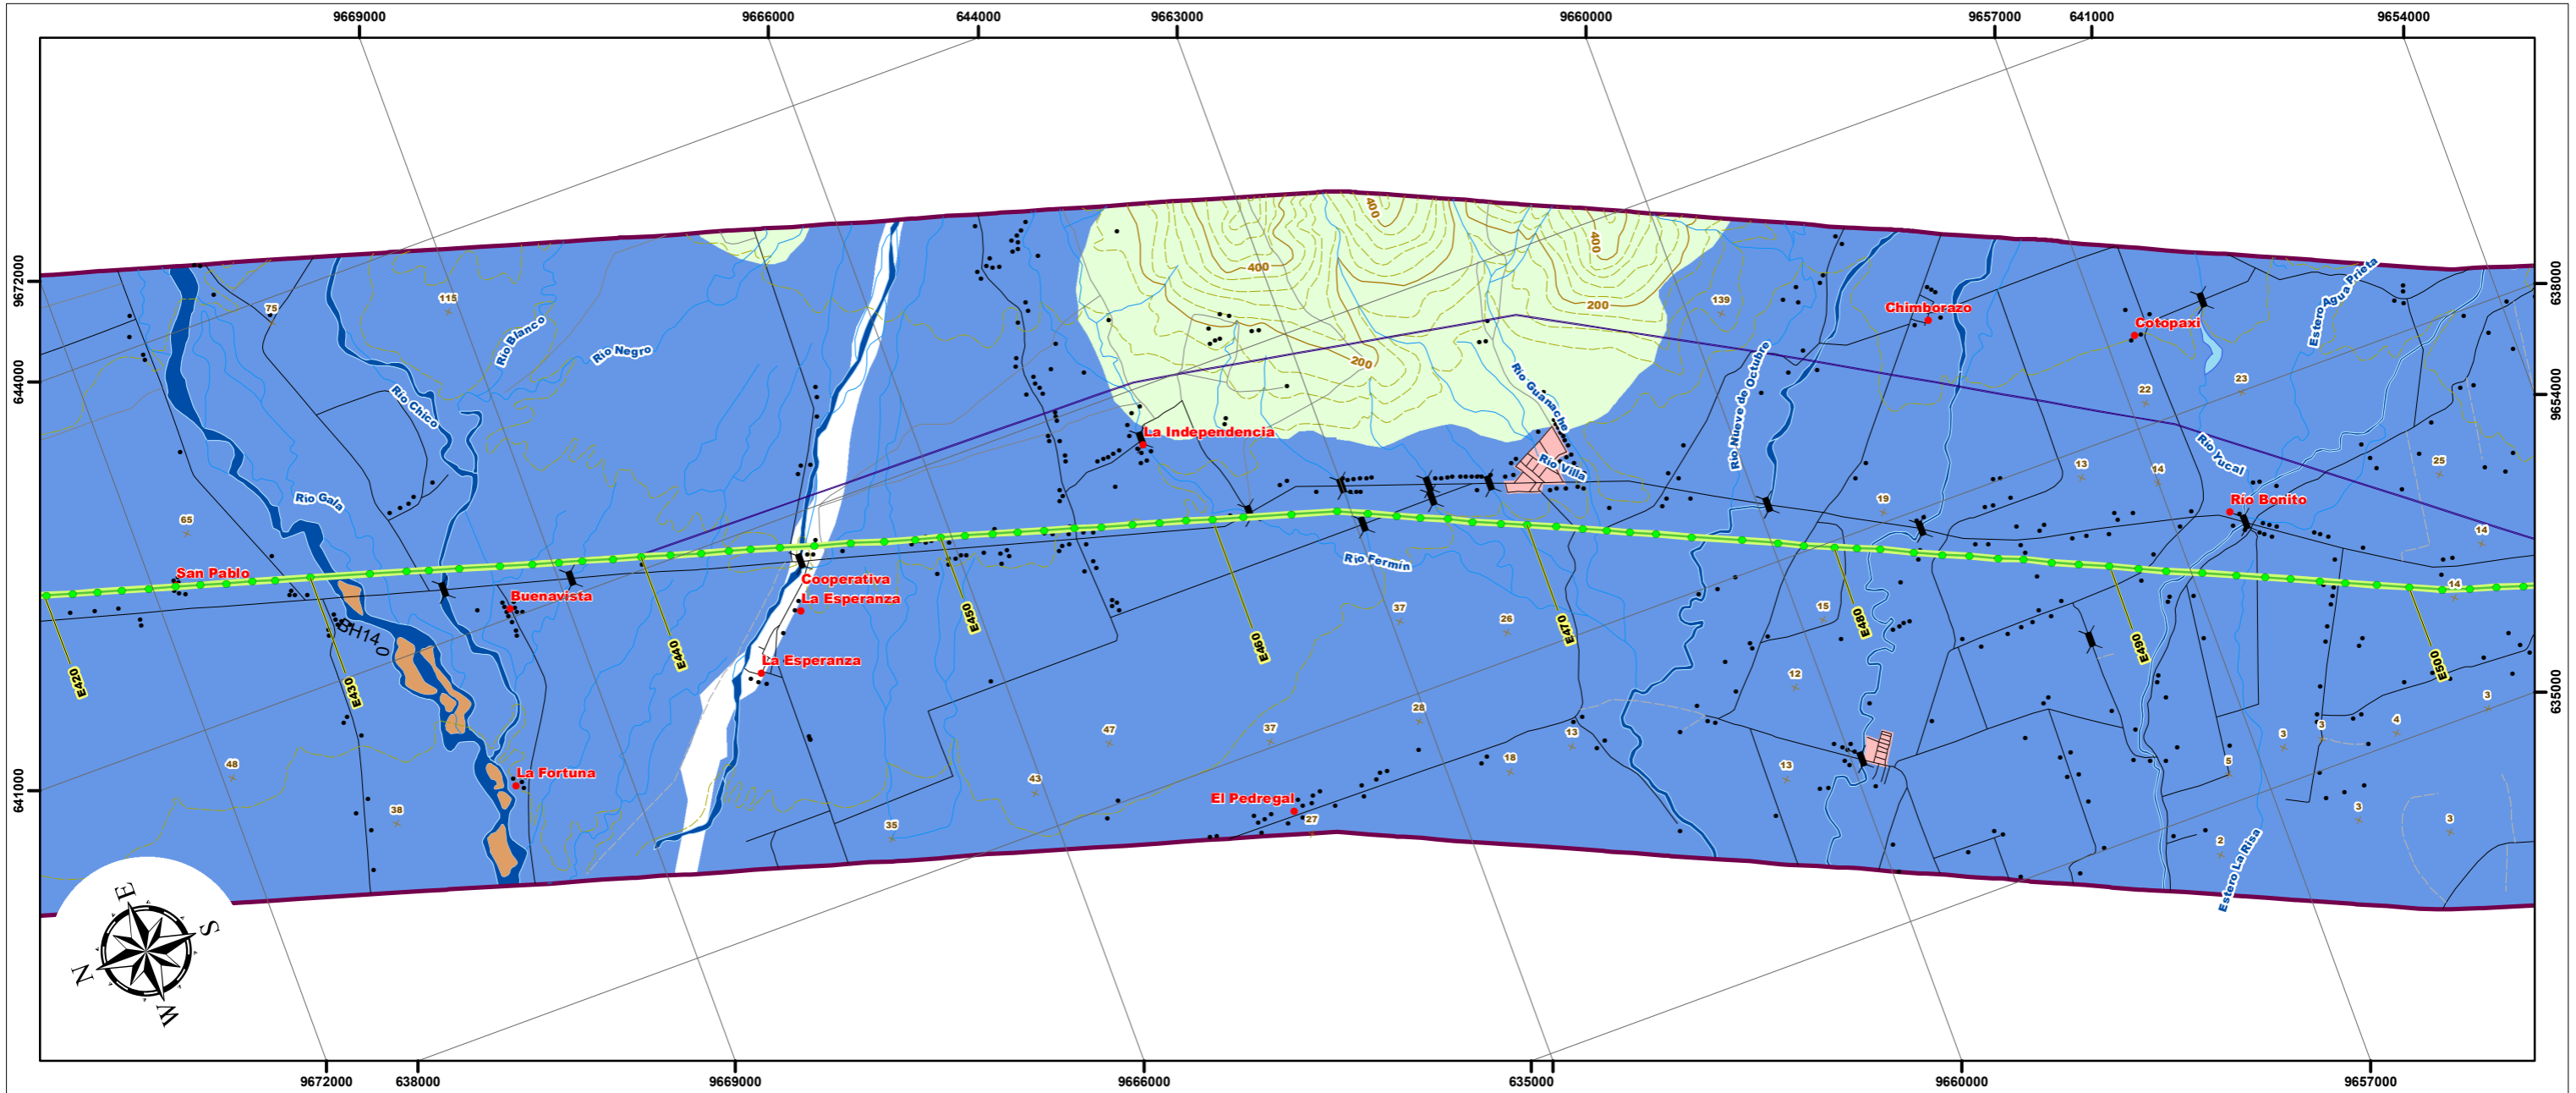 9669000
9666000
644000
9663000
9660000
9657000
641000
9654000
9672000
644000
641000
638000
9654000
635000
400
400
400
200
200
75
115
139
Río Blanco
Río Negro
Río Chico
Río Gala
65
48
38
San Pablo
Buenavista
BH14
0
La Fortuna
Cooperativa
La Esperanza
La Esperanza
La Independencia
Río Guanache
Río Villa
Río Fermín
Río Nueve de Octubre
Chimborazo
Cotopaxi
Estero Agua Prieta
Río Yucal
Rio Bonito
Estero La Risa
El Pedregal
22
23
13
14
25
19
14
14
37
26
15
12
28
37
47
43
35
18
13
27
13
3
3
3
4
5
3
3
2
E420
E430
E440
E450
E460
E470
E480
E490
E500
E
S
N
W
9672000
638000
9669000
9666000
635000
9660000
9657000